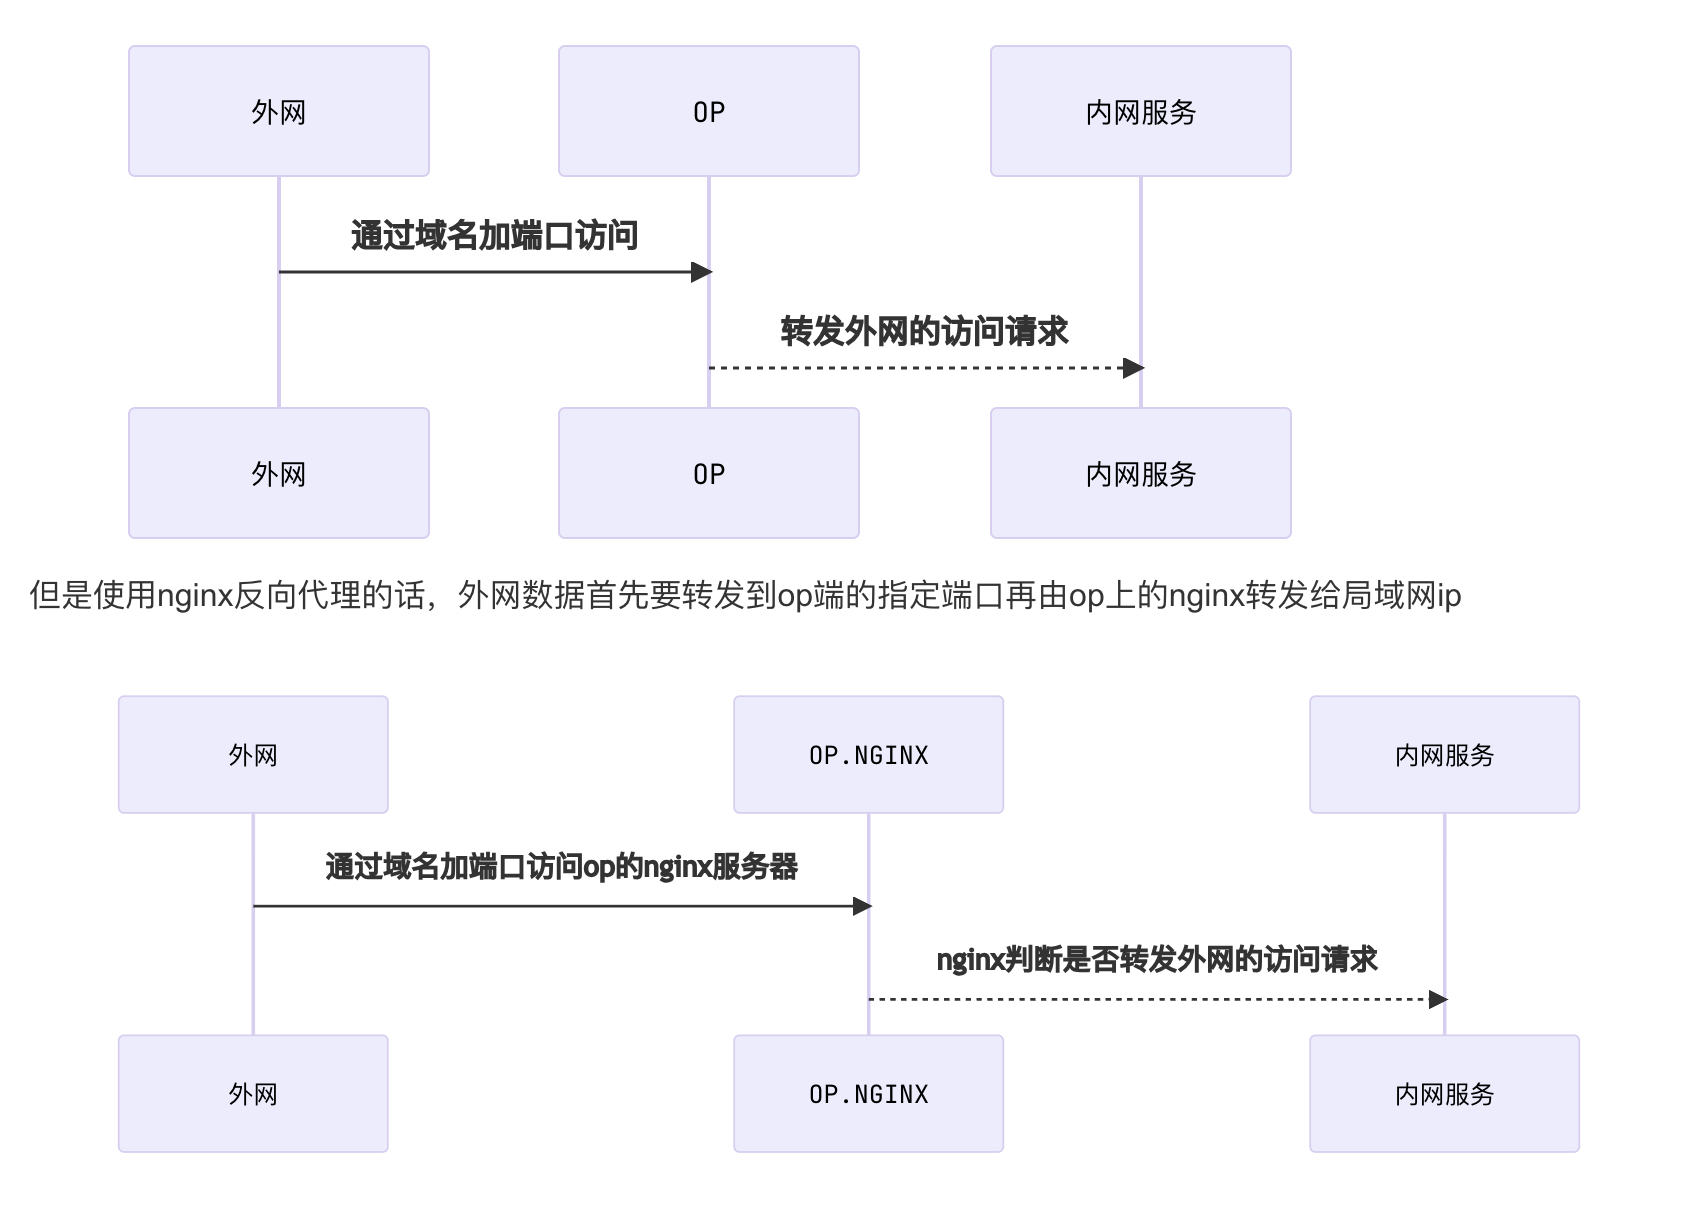 外网
OP
内网服务
通过域名加端口访问
转发外网的访问请求
外网
OP
内网服务
但是使用nginx反向代理的话，外网数据首先要转发到op端的指定端口再由op上的nginx转发给局域网ip
外网
OP.NGINX
内网服务
通过域名加端口访问op的nginx服务器
nginx判断是否转发外网的访问请求
外网
OP.NGINX
内网服务